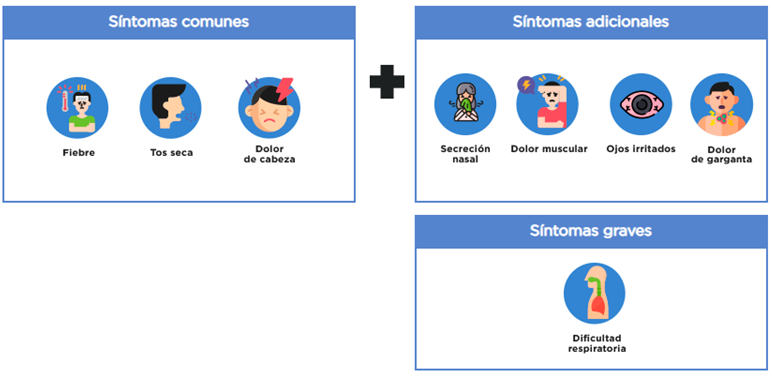 Síntomas comunes
Fiebre
Tos seca
Dolor
de cabeza
Síntomas adicionales
Secreción
nasal
Dolor muscular
Ojos irritados
Dolor
de garganta
Síntomas graves
Dificultad
respiratoria